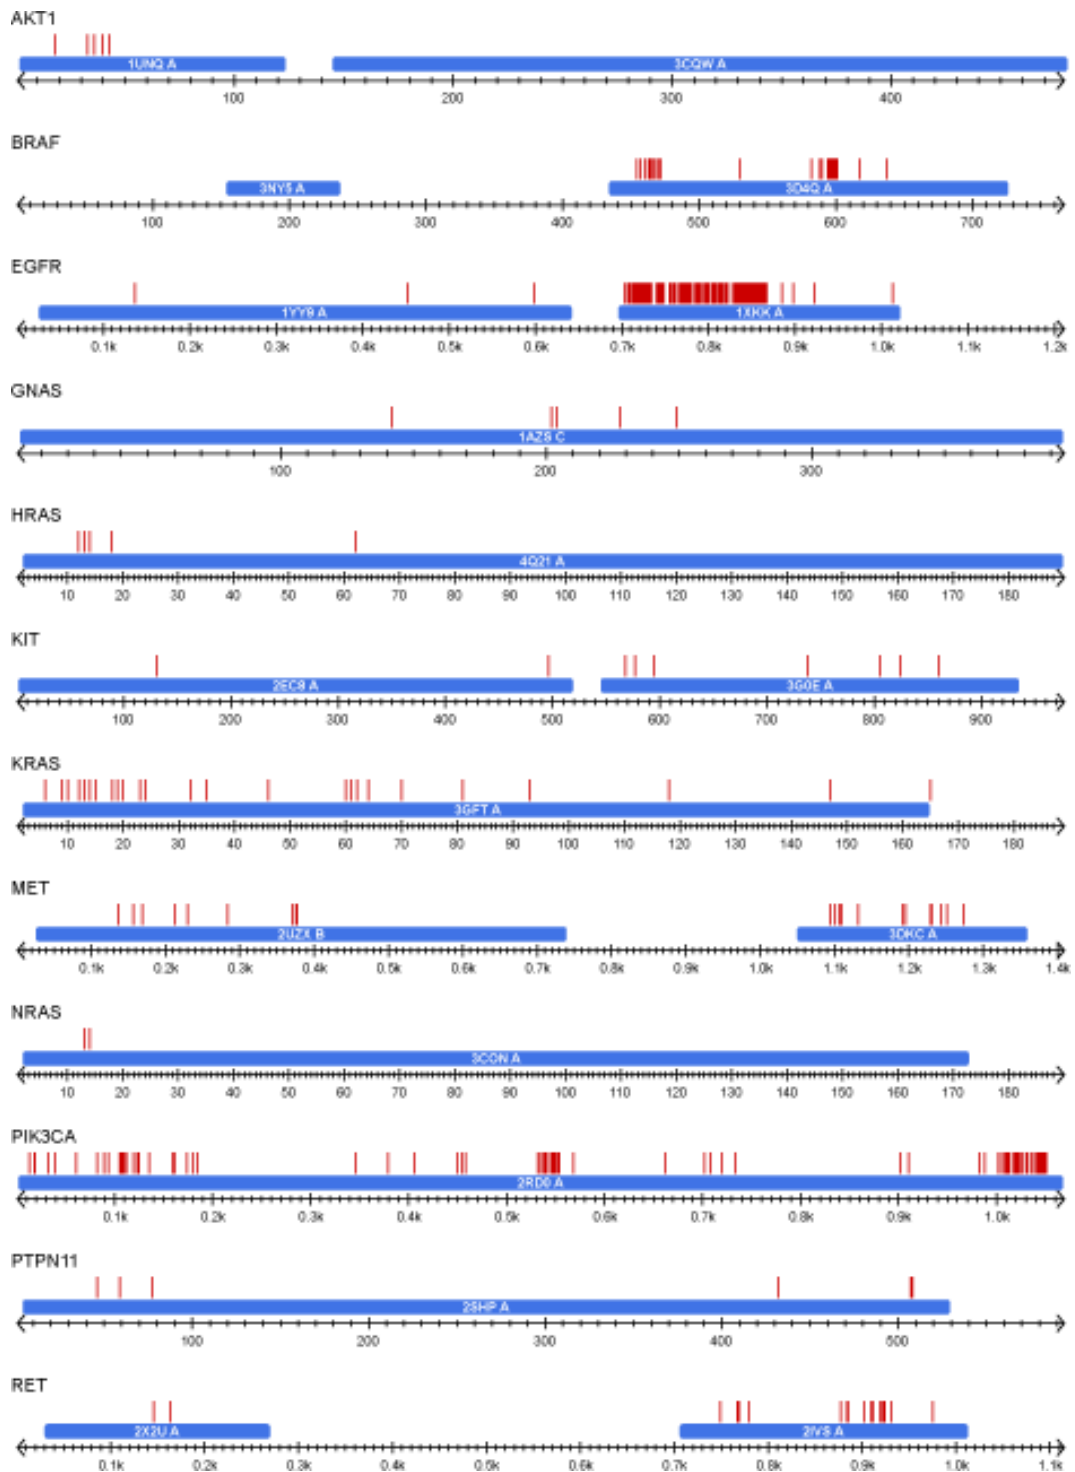 AKT1
1UNQ A 3CQW A
100 200 300 400
BRAF
3NY5 A 3D4Q A
100 200 300 400 500 600 700
EGFR
1YY9 A 1XKK A
0.1k 0.2k 0.3k 0.4k 0.5k 0.6k 0.7k 0.8k 0.9k 1.0k 1.1k 1.2k
GNAS
1AZS C
100 200 300
HRAS
4Q21 A
10 20 30 40 50 60 70 80 90 100 110 120 130 140 150 160 170 180
KIT
2EC8 A 3G0E A
100 200 300 400 500 600 700 800 900
KRAS
3GFT A
10 20 30 40 50 60 70 80 90 100 110 120 130 140 150 160 170 180
MET
2UZX B 3DKC A
0.1k 0.2k 0.3k 0.4k 0.5k 0.6k 0.7k 0.8k 0.9k 1.0k 1.1k 1.2k 1.3k 1.4k
NRAS
3CON A
10 20 30 40 50 60 70 80 90 100 110 120 130 140 150 160 170 180
PIK3CA
2RD0 A
0.1k 0.2k 0.3k 0.4k 0.5k 0.6k 0.7k 0.8k 0.9k 1.0k
PTPN11
2SHP A
100 200 300 400 500
RET
2X2U A 2IVS A
0.1k 0.2k 0.3k 0.4k 0.5k 0.6k 0.7k 0.8k 0.9k 1.0k 1.1k